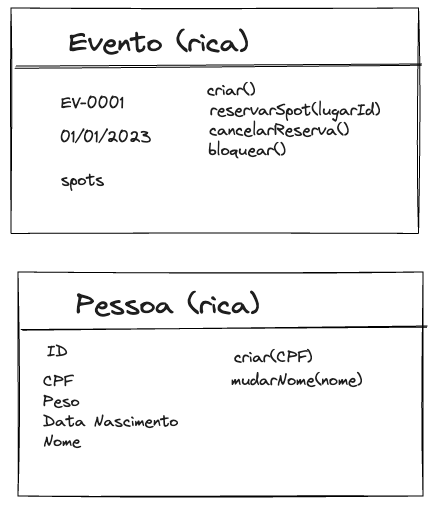 Evento (rica)
EV-0001
01/01/2023
spots
criar()
reservarSpot(lugarId)
cancelarReserva()
bloquear()
Pessoa (rica)
ID
CPF
Peso
Data Nascimento
Nome
criar(CPF)
mudarNome(nome)